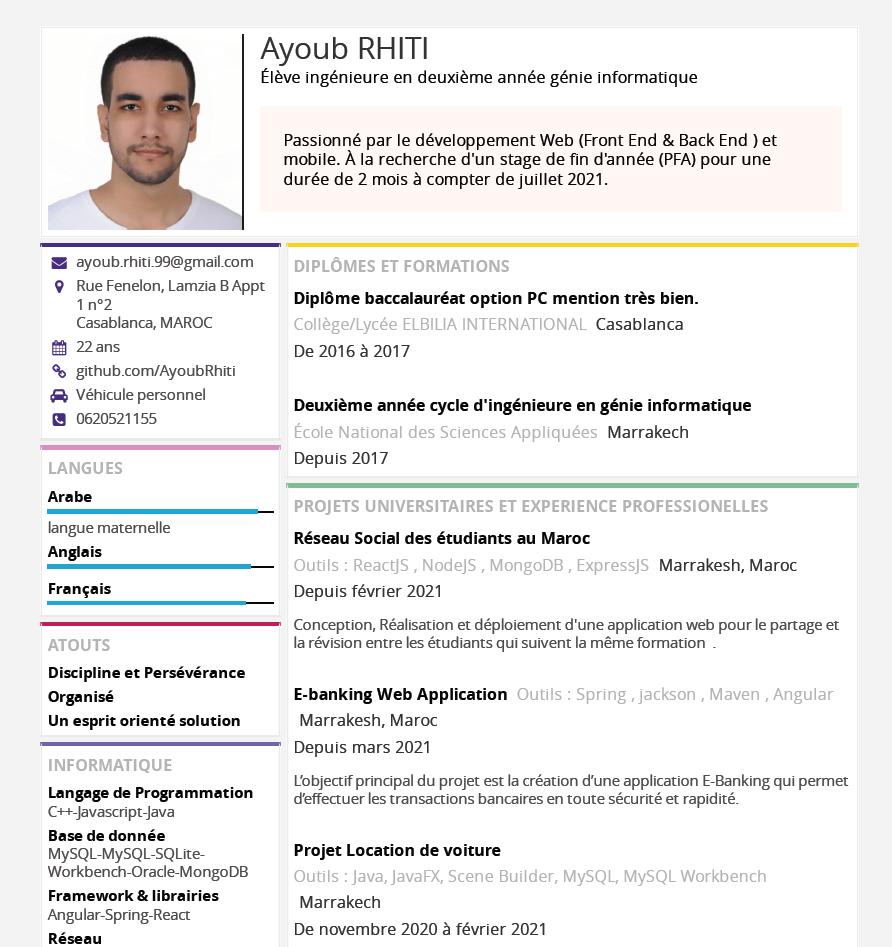 Ayoub RHITI
Élève ingénieure en deuxième année génie informatique
Passionné par le développement Web (Front End & Back End ) et
mobile. À la recherche d'un stage de fin d'année (PFA) pour une
durée de 2 mois à compter de juillet 2021.
ayoub.rhiti.99@gmail.com
Rue Fenelon, Lamzia B Appt
1 n°2
Casablanca, MAROC
22 ans
github.com/AyoubRhiti
Véhicule personnel
0620521155
LANGUES
Arabe
langue maternelle
Anglais
Français
ATOUTS
Discipline et Persévérance
Organisé
Un esprit orienté solution
INFORMATIQUE
Langage de Programmation
C++-Javascript-Java
Base de donnée
MySQL-MySQL-SQLite-
Workbench-Oracle-MongoDB
Framework & librairies
Angular-Spring-React
Réseau
DIPLÔMES ET FORMATIONS
Diplôme baccalauréat option PC mention très bien.
Collège/Lycée ELBILIA INTERNATIONAL Casablanca
De 2016 à 2017
Deuxième année cycle d'ingénieure en génie informatique
École National des Sciences Appliquées Marrakech
Depuis 2017
PROJETS UNIVERSITAIRES ET EXPERIENCE PROFESSIONELLES
Réseau Social des étudiants au Maroc
Outils : ReactJS , NodeJS , MongoDB , ExpressJS Marrakesh, Maroc
Depuis février 2021
Conception, Réalisation et déploiement d'une application web pour le partage et
la révision entre les étudiants qui suivent la même formation .
E-banking Web Application Outils : Spring , jackson , Maven , Angular
Marrakesh, Maroc
Depuis mars 2021
L’objectif principal du projet est la création d’une application E-Banking qui permet
d’effectuer les transactions bancaires en toute sécurité et rapidité.
Projet Location de voiture
Outils : Java, JavaFX, Scene Builder, MySQL, MySQL Workbench
Marrakech
De novembre 2020 à février 2021